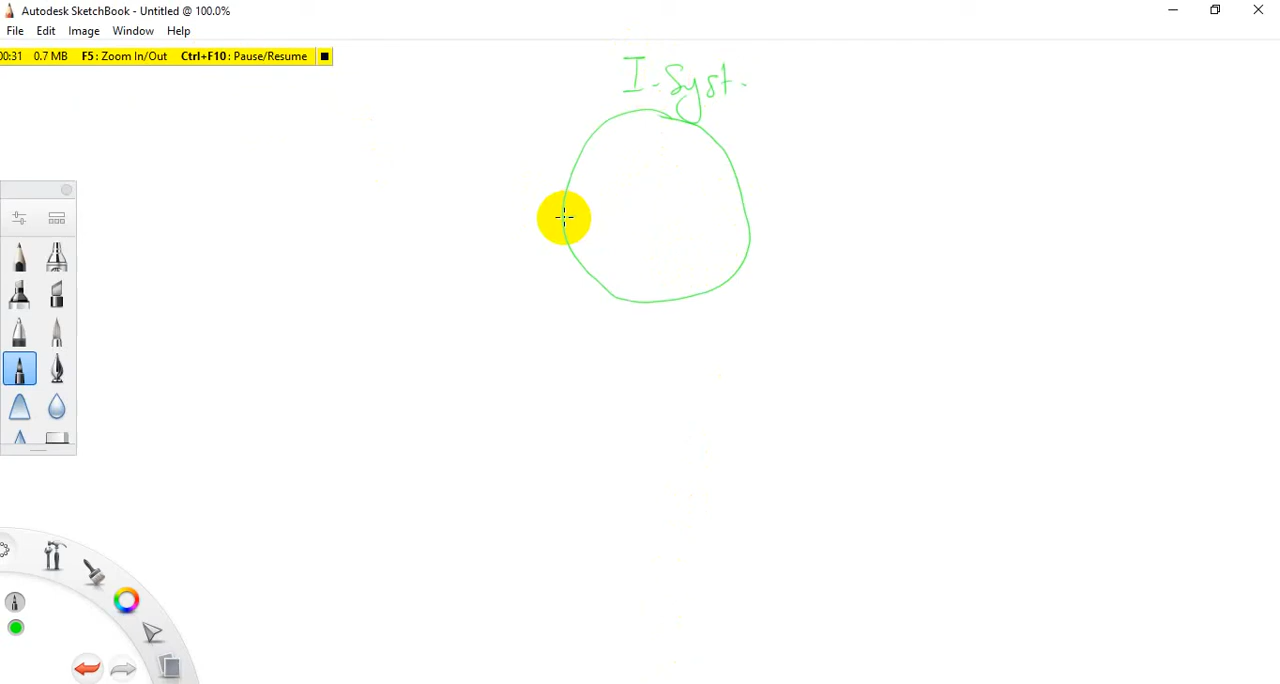 Autodesk SketchBook - Untitled @ 100.0%
File Edit Image Window Help
00:31 0.7 MB F5: Zoom In/Out Ctrl+F10: Pause/Resume
I-Syst.